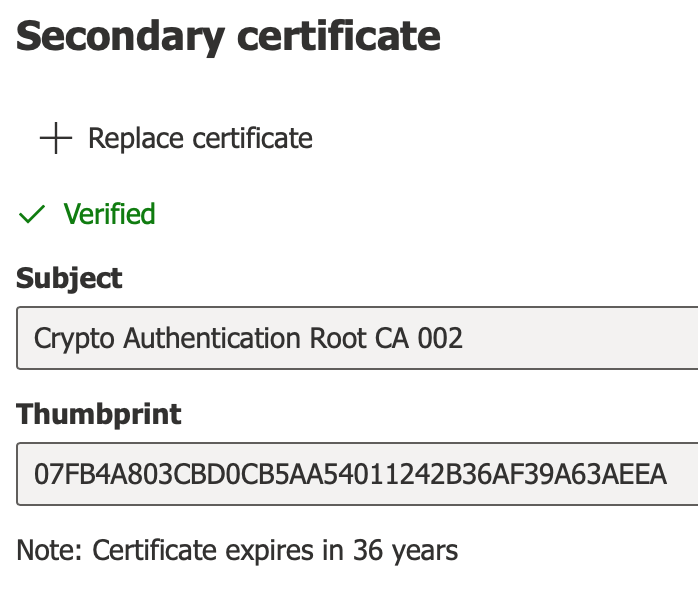 Secondary certificate
Replace certificate
Verified
Subject
Crypto Authentication Root CA 002
Thumbprint
07FB4A803CBD0CB5AA54011242B36AF39A63AEEA
Note: Certificate expires in 36 years